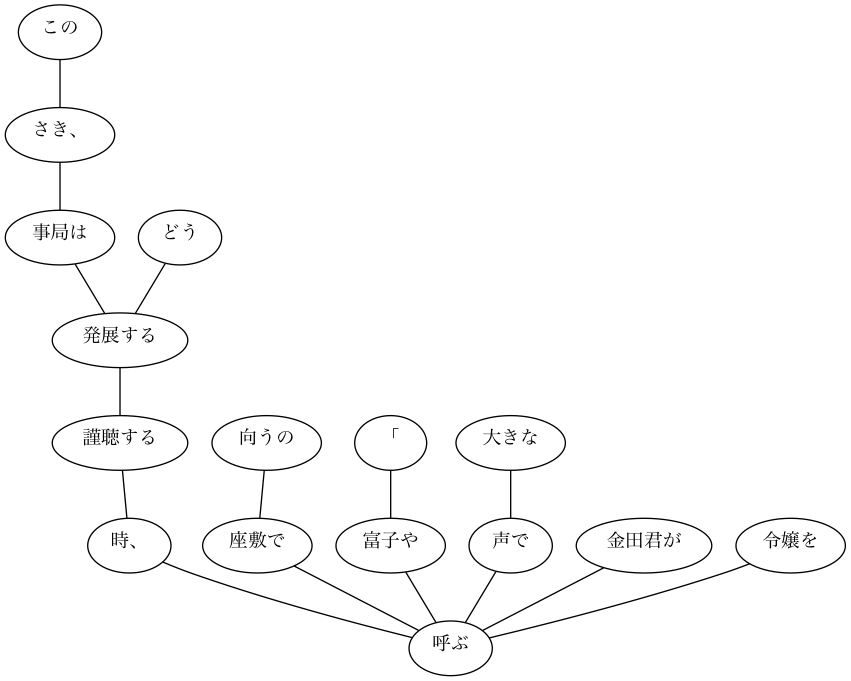 この
さき、
事局は
どう
発展する
謹聴する
向うの
「
大きな
時、
座敷で
富子や
声で
金田君が
令嬢を
呼ぶ